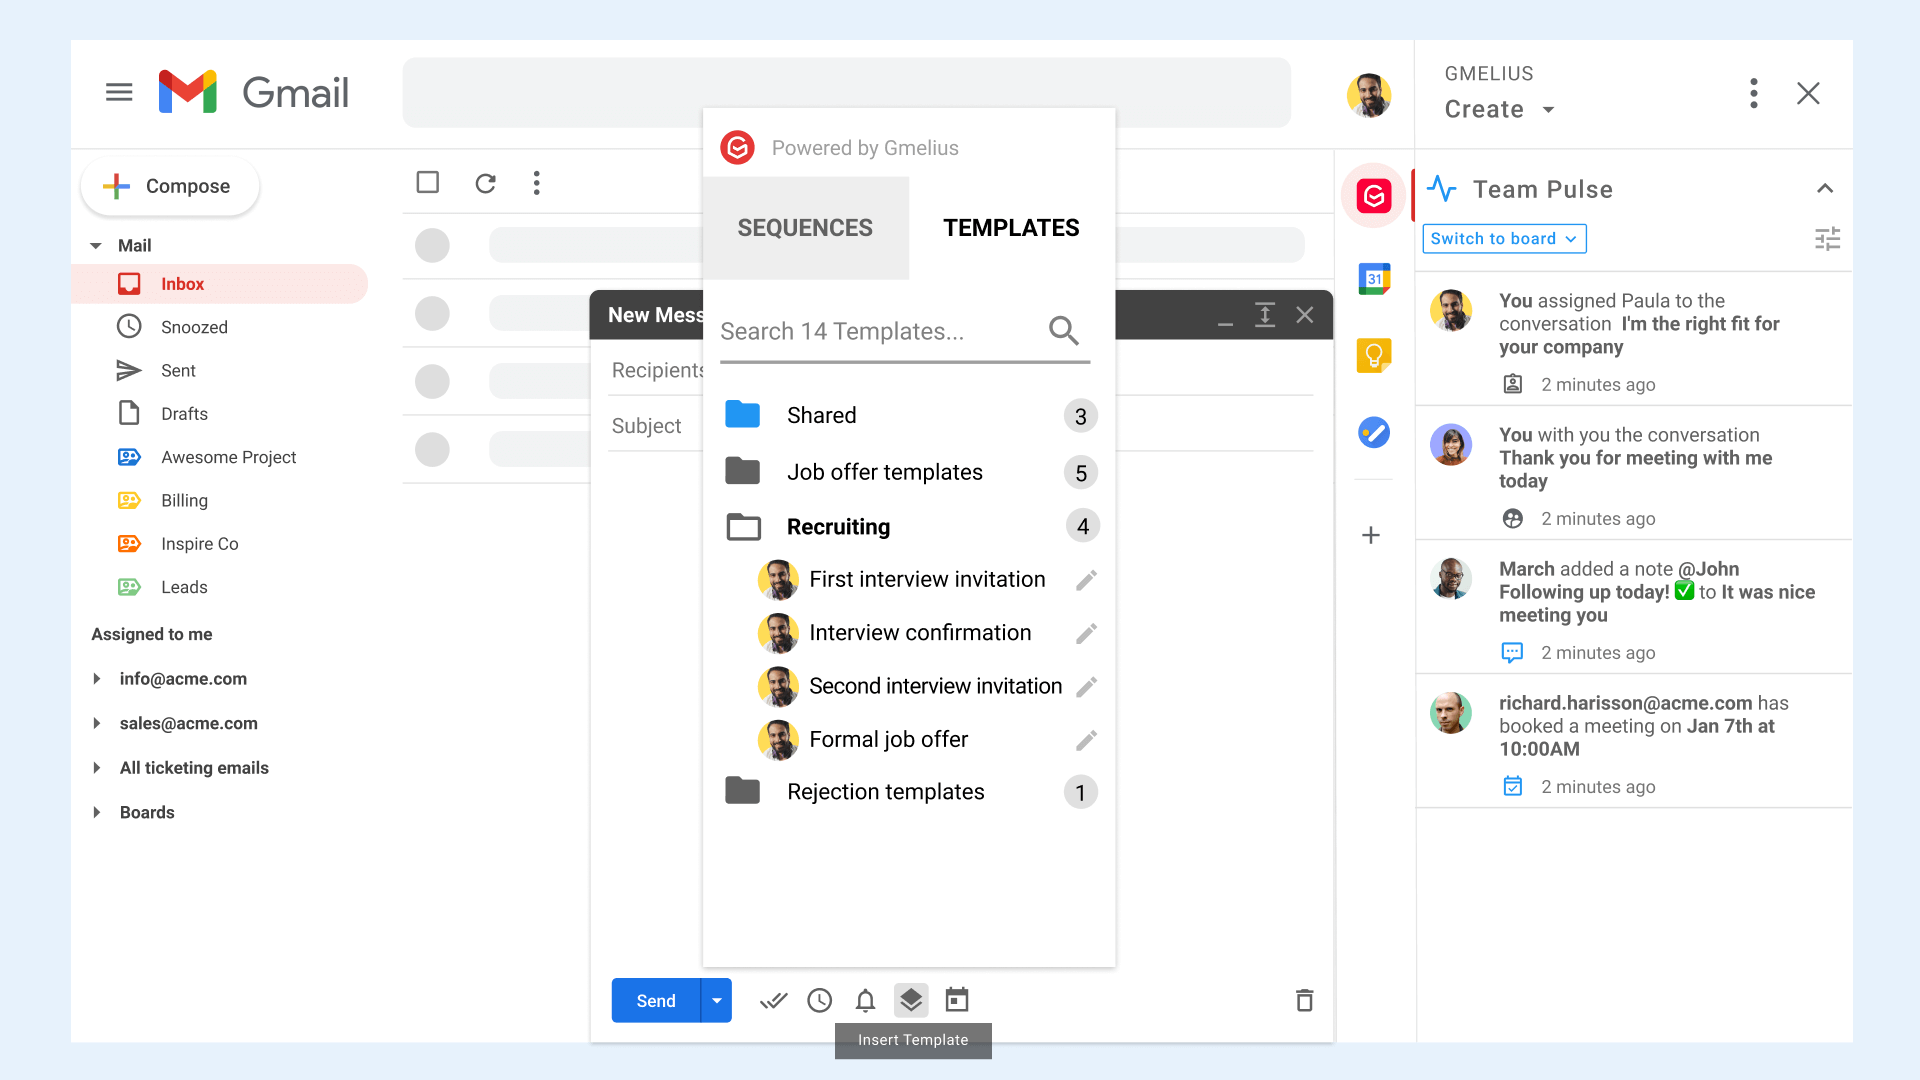 Gmail
Compose
Mail
Inbox
Snoozed
Sent
Drafts
Awesome Project
Billing
Inspire Co
Leads
Assigned to me
info@acme.com
sales@acme.com
All ticketing emails
Boards
New Mess
Recipients
Subject
Powered by Gmelius
SEQUENCES
TEMPLATES
Search 14 Templates...
Shared
3
Job offer templates
5
Recruiting
4
First interview invitation
Interview confirmation
Second interview invitation
Formal job offer
Rejection templates
1
Send
Insert Template
31
GMELIUS
Create
Team Pulse
Switch to board
You assigned Paula to the
conversation I'm the right fit for
your company
2 minutes ago
You with you the conversation
Thank you for meeting with me
today
2 minutes ago
March added a note @John
Following up today! ✅ to It was nice
meeting you
2 minutes ago
richard.harisson@acme.com has
booked a meeting on Jan 7th at
10:00AM
2 minutes ago